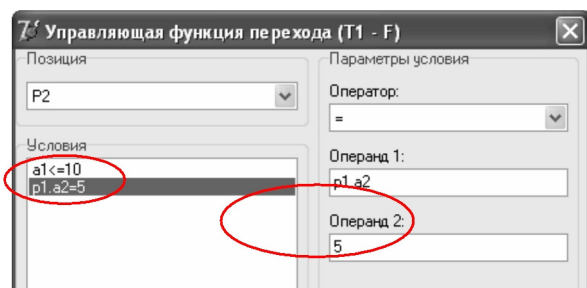 Управляющая функция перехода (T1 - F)
Позиция
P2
Условия
a1<=10
p1.a2=5
Параметры условия
Оператор:
=
Операнд 1:
p1.a2
Операнд 2:
5